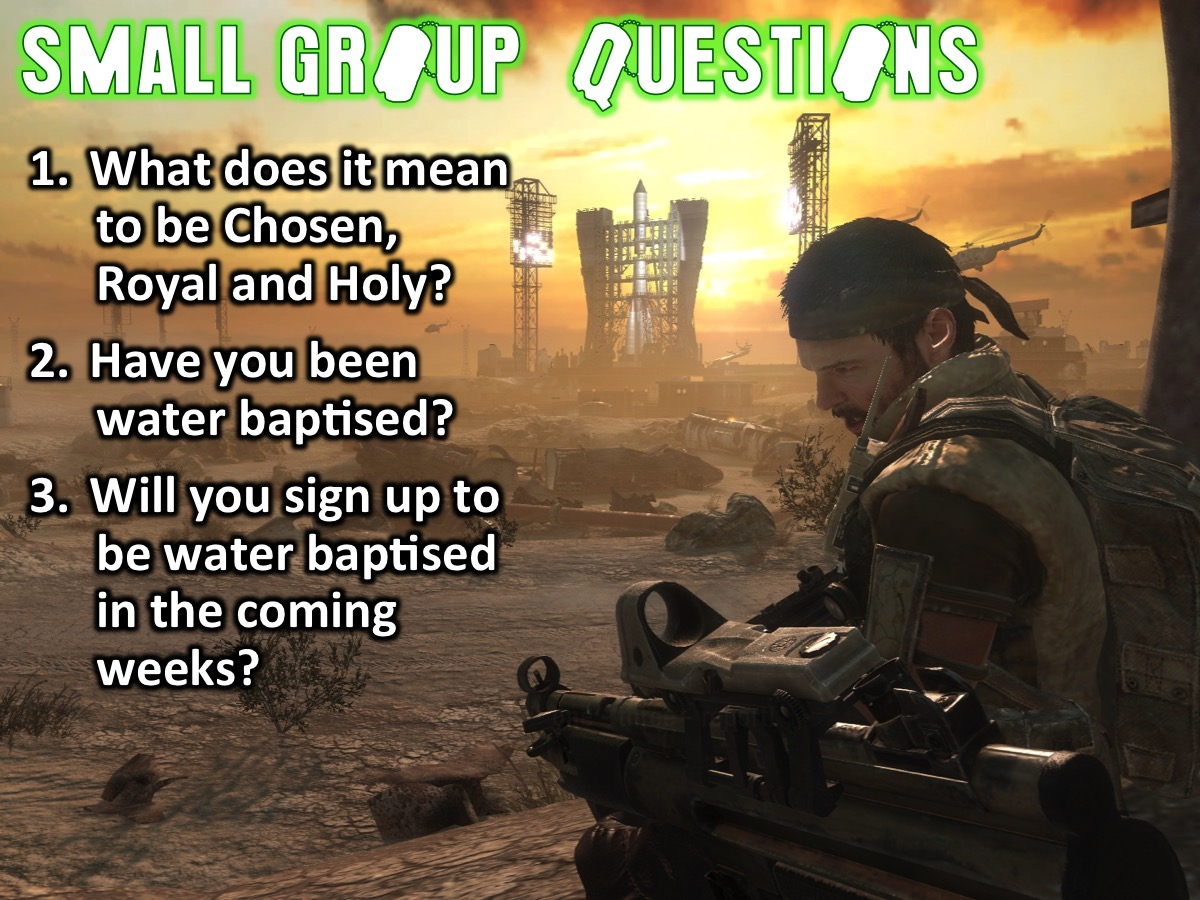 SMALL GROUP QUESTIONS
1. What does it mean
to be Chosen,
Royal and Holy?
2. Have you been
water baptised?
3. Will you sign up to
be water baptised
in the coming
weeks?